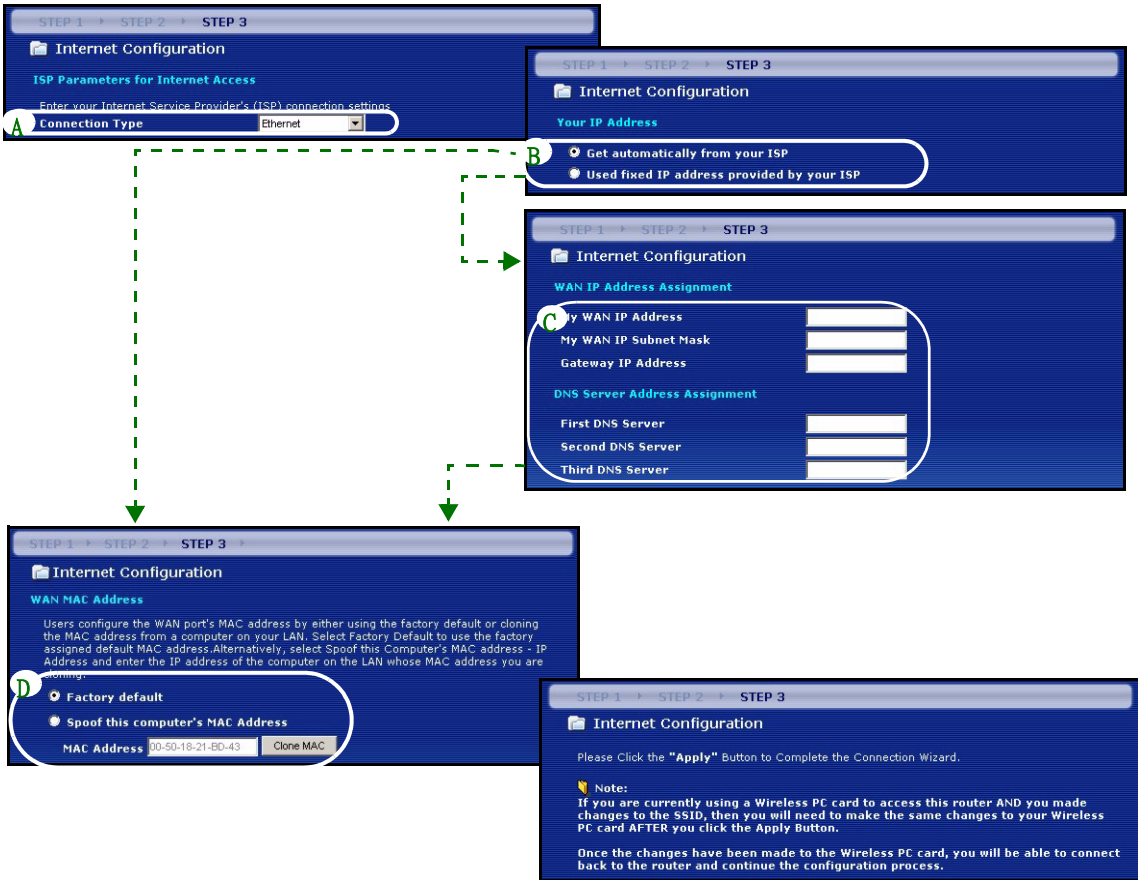 STEP 1 STEP 2 STEP 3
Internet Configuration
ISP Parameters for Internet Access
Enter your Internet Service Provider's (ISP) connection settings
A
Connection Type Ethernet
STEP 1 STEP 2 STEP 3
Internet Configuration
Your IP Address
B
Get automatically from your ISP
Used fixed IP address provided by your ISP
STEP 1 STEP 2 STEP 3
Internet Configuration
WAN IP Address Assignment
C
My WAN IP Address
My WAN IP Subnet Mask
Gateway IP Address
DNS Server Address Assignment
First DNS Server
Second DNS Server
Third DNS Server
STEP 1 STEP 2 STEP 3
Internet Configuration
WAN MAC Address
Users configure the WAN port's MAC address by either using the factory default or cloning
the MAC address from a computer on your LAN. Select Factory Default to use the factory
assigned default MAC address.Alternatively, select Spoof this Computer's MAC address - IP
Address and enter the IP address of the computer on the LAN whose MAC address you are
cloning.
D
Factory default
Spoof this computer's MAC Address
MAC Address 00-50-18-21-BD-43 Clone MAC
STEP 1 STEP 2 STEP 3
Internet Configuration
Please Click the "Apply" Button to Complete the Connection Wizard.
Note:
If you are currently using a Wireless PC card to access this router AND you made
changes to the SSID, then you will need to make the same changes to your Wireless
PC card AFTER you click the Apply Button.
Once the changes have been made to the Wireless PC card, you will be able to connect
back to the router and continue the configuration process.